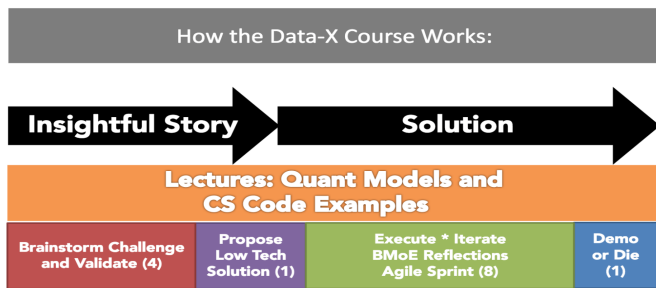 How the Data-X Course Works:
Insightful Story
Solution
Lectures: Quant Models and
CS Code Examples
Brainstorm Challenge
and Validate (4)
Propose
Low Tech
Solution (1)
Execute * Iterate
BMoE Reflections
Agile Sprint (8)
Demo
or Die
(1)